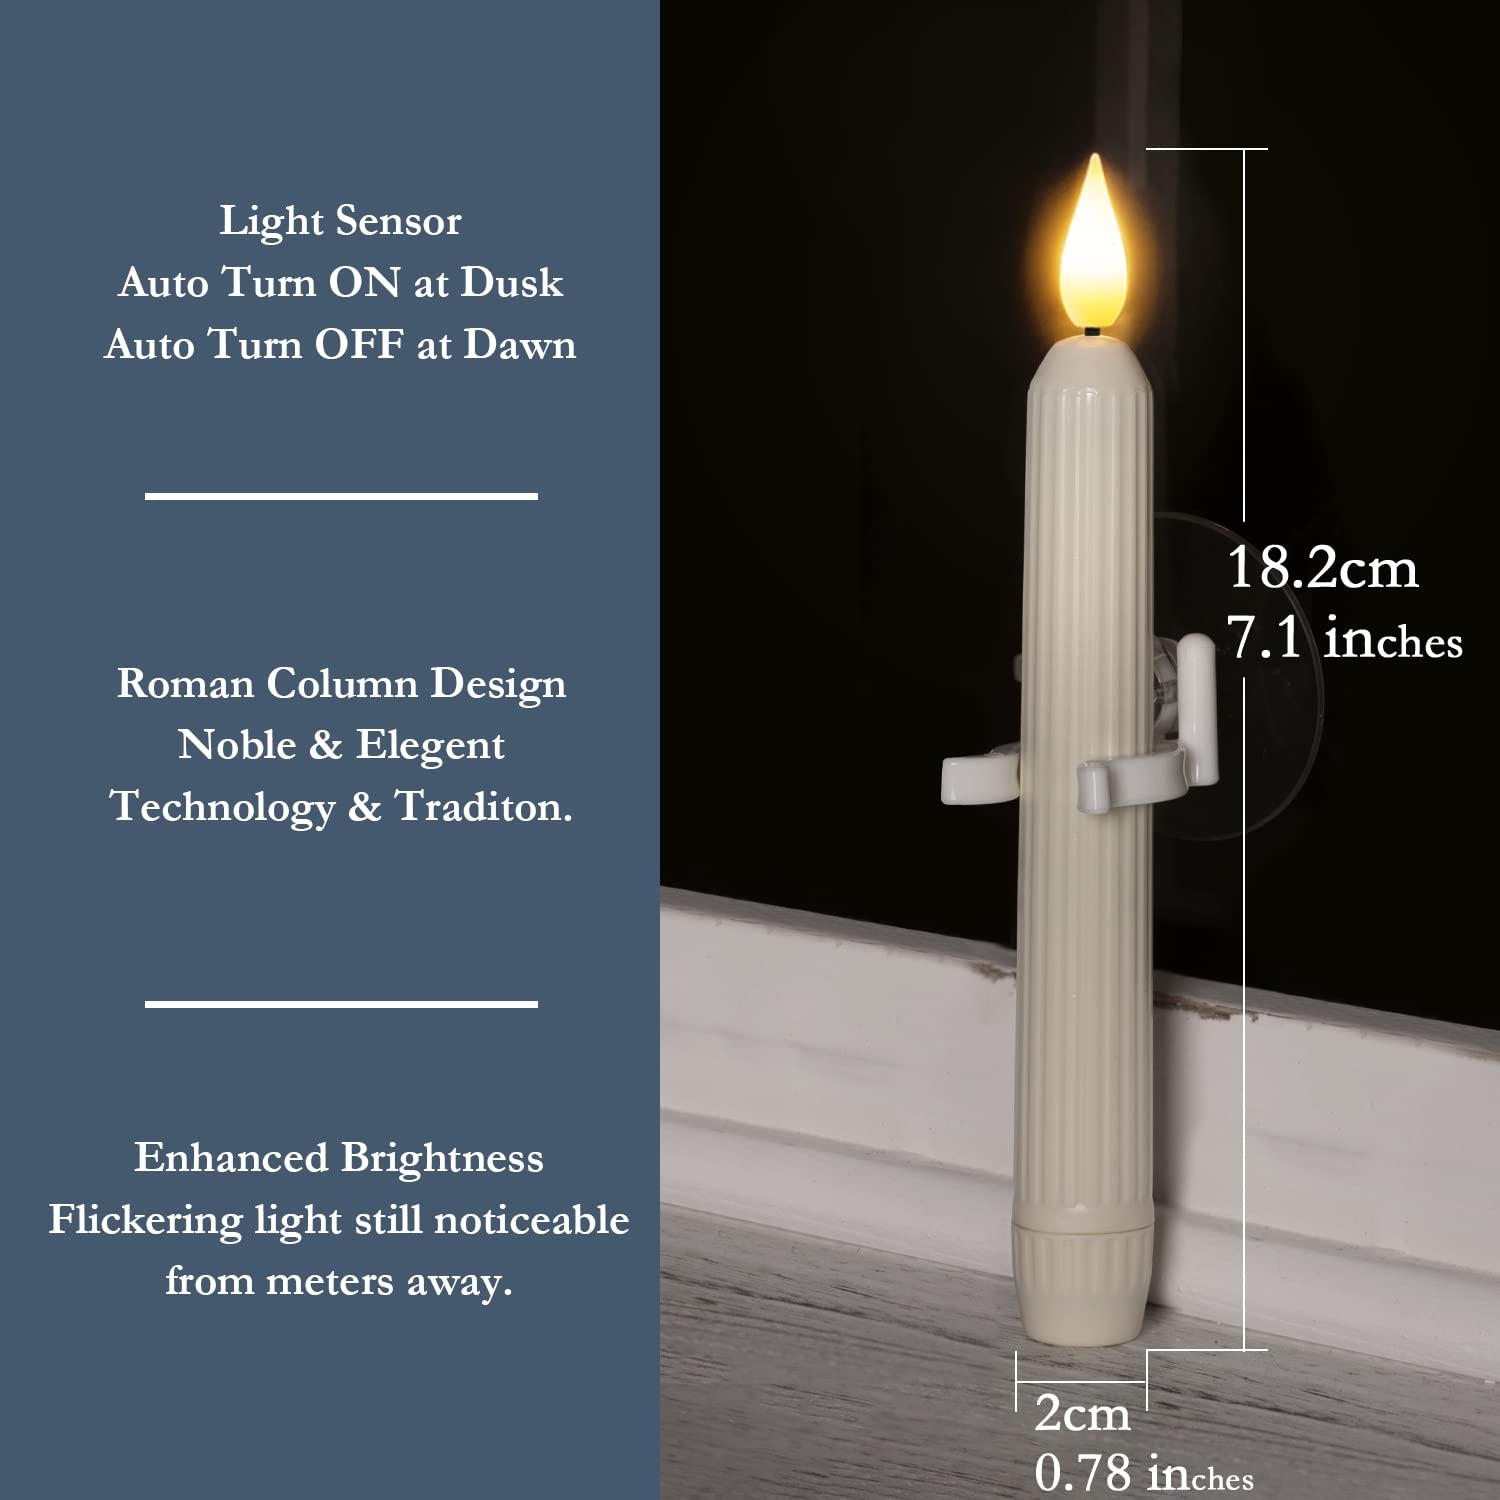 Light Sensor
Auto Turn ON at Dusk
Auto Turn OFF at Dawn
Roman Column Design
Noble & Elegent
Technology & Traditon.
Enhanced Brightness
Flickering light still noticeable
from meters away.
18.2cm
7.1 inches
2cm
0.78 inches